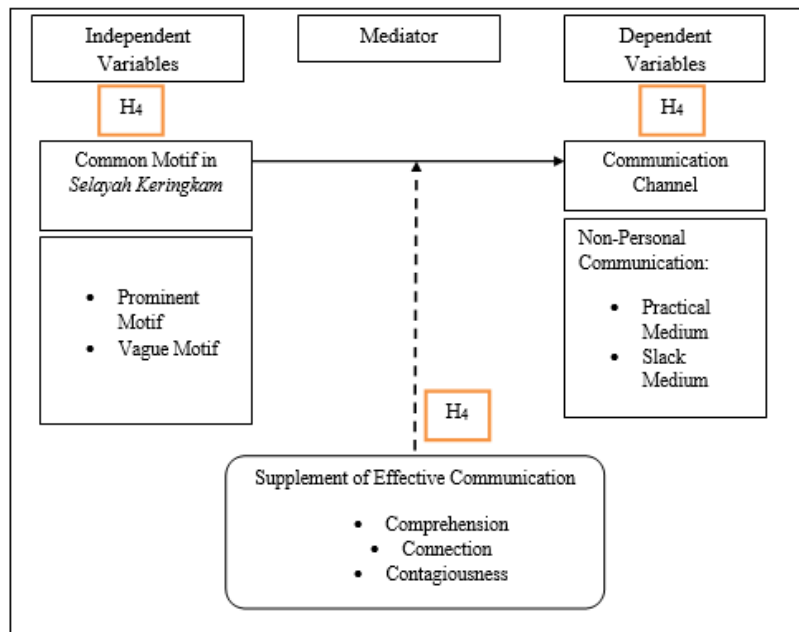 Independent
Variables
Mediator
Dependent
Variables
H₄
H₄
Common Motif in
Selayah Keringkam
Communication
Channel
• Prominent
Motif
• Vague Motif
Non-Personal
Communication:
• Practical
Medium
• Slack
Medium
H₄
Supplement of Effective Communication
• Comprehension
• Connection
• Contagiousness